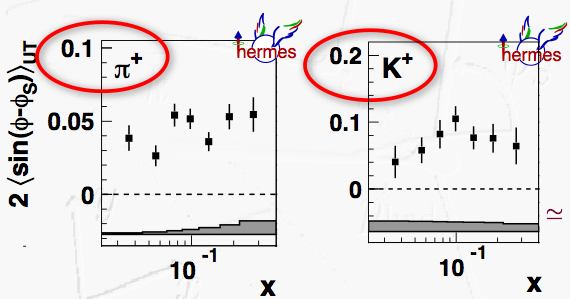 2 ⟨sin(ϕ-ϕS)⟩UT
0.1
0.05
0
π+
hermes
10-1
x
0.2
0.1
0
K+
hermes
10-1
x
≃